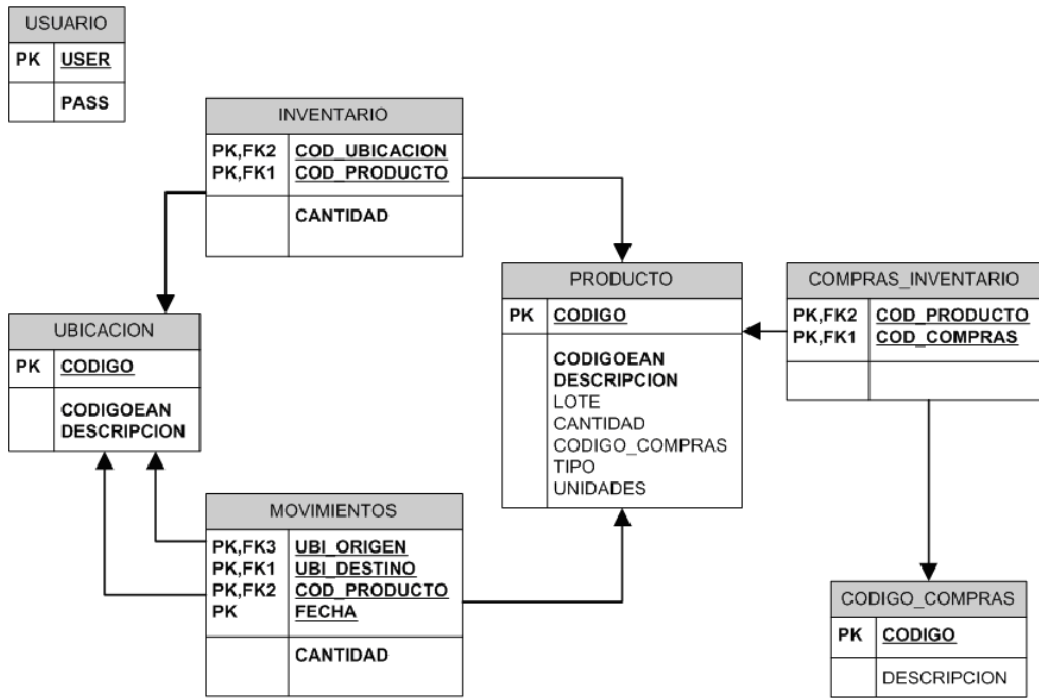 USUARIO
PK USER
PASS
INVENTARIO
PK,FK2 COD_UBICACION
PK,FK1 COD_PRODUCTO
CANTIDAD
UBICACION
PK CODIGO
CODIGOEAN
DESCRIPCION
PRODUCTO
PK CODIGO
CODIGOEAN
DESCRIPCION
LOTE
CANTIDAD
CODIGO_COMPRAS
TIPO
UNIDADES
COMPRAS_INVENTARIO
PK,FK2 COD_PRODUCTO
PK,FK1 COD_COMPRAS
MOVIMIENTOS
PK,FK3 UBI_ORIGEN
PK,FK1 UBI_DESTINO
PK,FK2 COD_PRODUCTO
PK FECHA
CANTIDAD
CODIGO_COMPRAS
PK CODIGO
DESCRIPCION